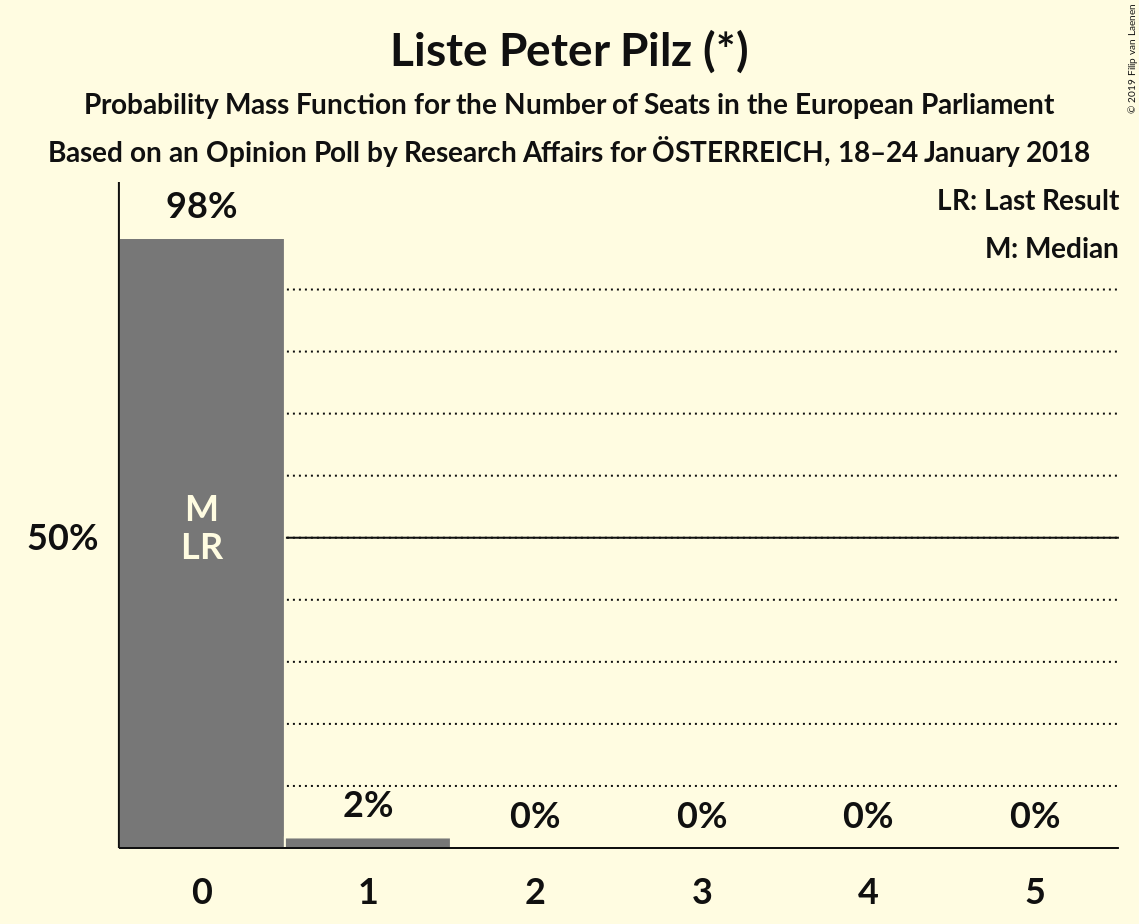 Liste Peter Pilz (*)
Probability Mass Function for the Number of Seats in the European Parliament
Based on an Opinion Poll by Research Affairs for ÖSTERREICH, 18–24 January 2018
© 2019 Filip van Laenen
LR: Last Result
M: Median
98%
M
LR
50%
2%
0%
0%
0%
0%
0
1
2
3
4
5